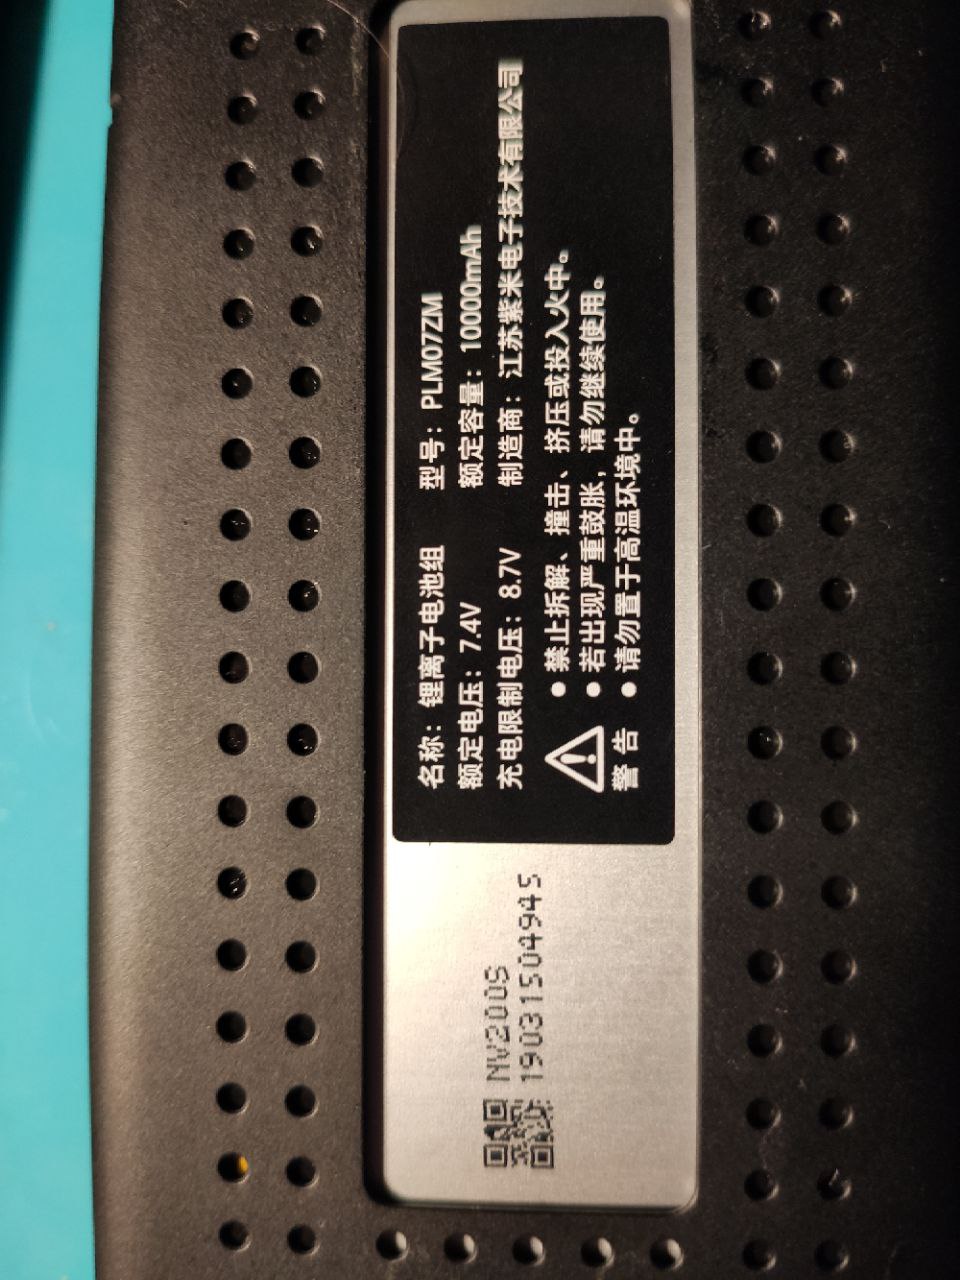 名称：锂离子电池组 型号：PLM07ZM
额定电压：7.4V 额定容量：10000mAh
充电限制电压：8.7V 制造商：江苏紫米电子技术有限公司
警告
● 禁止拆解、撞击、挤压或投入火中。
● 若出现严重鼓胀，请勿继续使用。
● 请勿置于高温环境中。
NV200S
19031504945